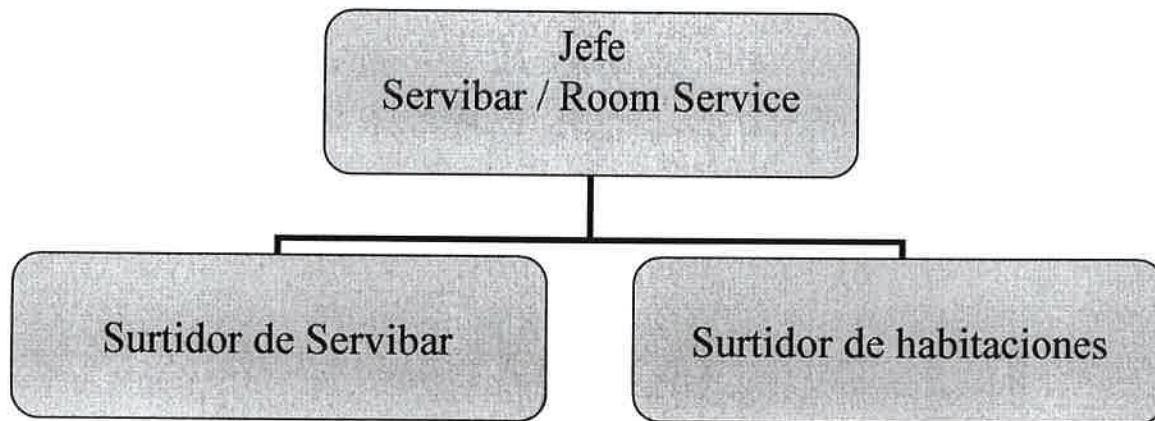 Jefe
Servibar / Room Service
Surtidor de Servibar
Surtidor de habitaciones